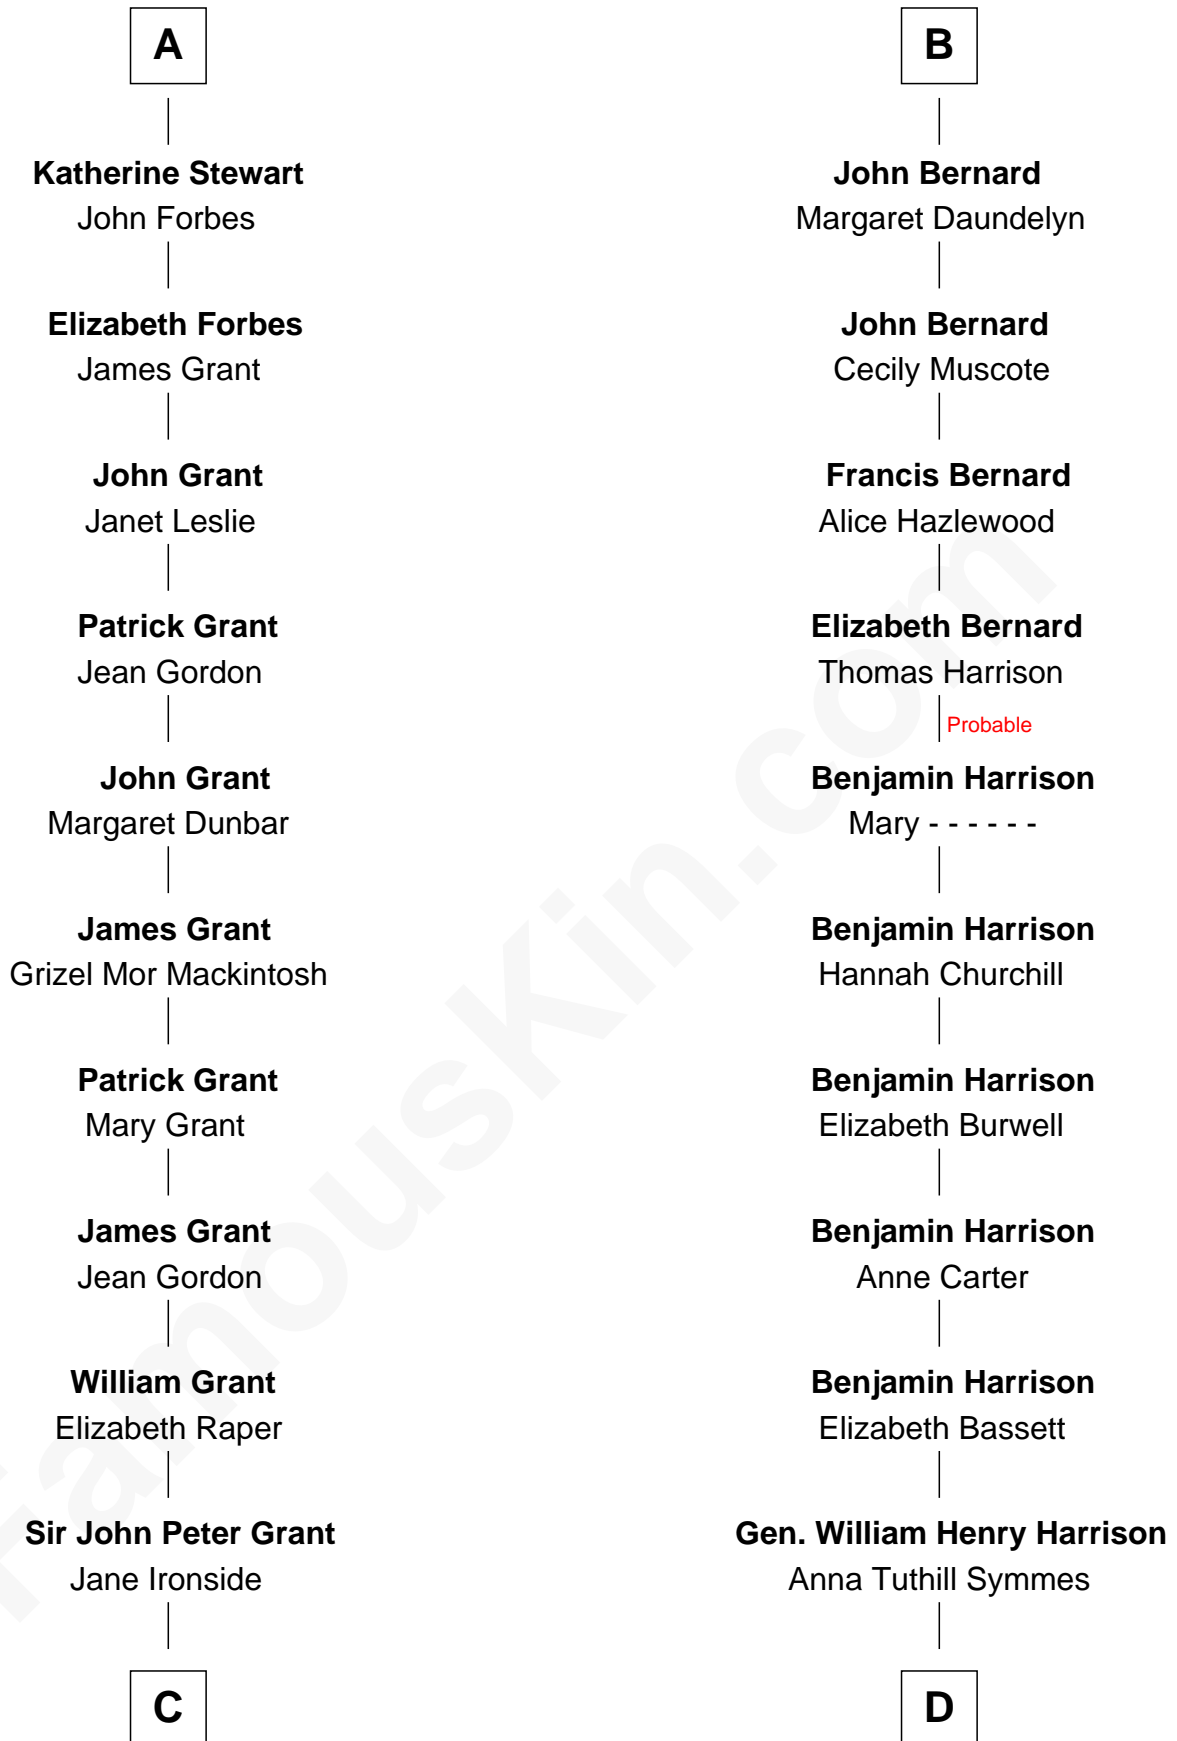 A
Katherine Stewart
John Forbes
Elizabeth Forbes
James Grant
John Grant
Janet Leslie
Patrick Grant
Jean Gordon
John Grant
Margaret Dunbar
James Grant
Grizel Mor Mackintosh
Patrick Grant
Mary Grant
James Grant
Jean Gordon
William Grant
Elizabeth Raper
Sir John Peter Grant
Jane Ironside
C
B
John Bernard
Margaret Daundelyn
John Bernard
Cecily Muscote
Francis Bernard
Alice Hazlewood
Elizabeth Bernard
Thomas Harrison
Probable
Benjamin Harrison
Mary - - - - - -
Benjamin Harrison
Hannah Churchill
Benjamin Harrison
Elizabeth Burwell
Benjamin Harrison
Anne Carter
Benjamin Harrison
Elizabeth Bassett
Gen. William Henry Harrison
Anna Tuthill Symmes
D
FamousKin.com